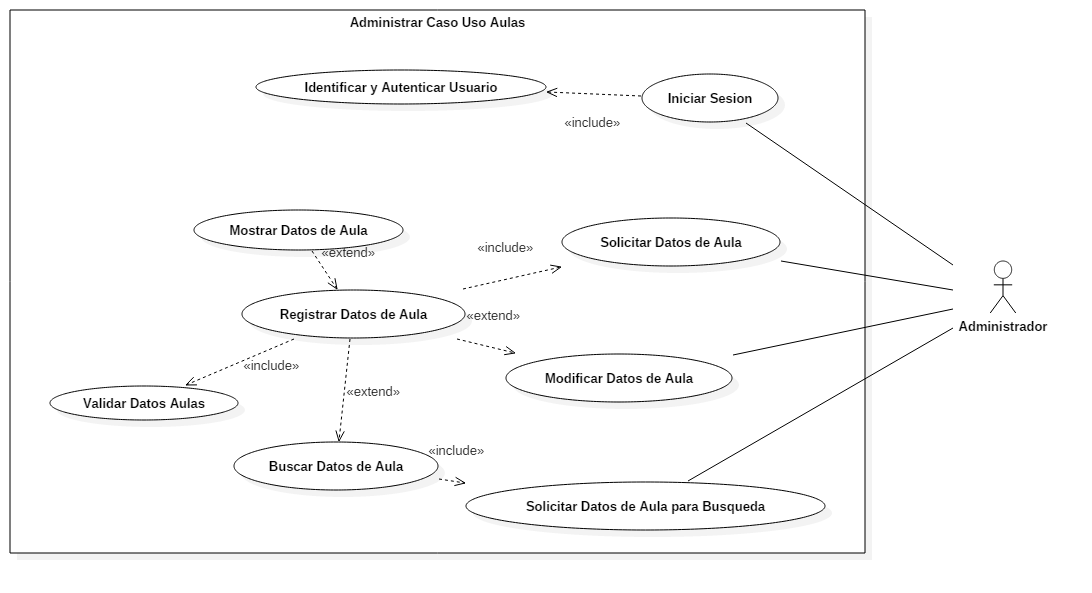 Administrar Caso Uso Aulas
Identificar y Autenticar Usuario
Iniciar Sesion
«include»
Mostrar Datos de Aula
«extend»
«include»
Solicitar Datos de Aula
Registrar Datos de Aula
«extend»
Administrador
«include»
Modificar Datos de Aula
Validar Datos Aulas
«extend»
Buscar Datos de Aula
«include»
Solicitar Datos de Aula para Busqueda